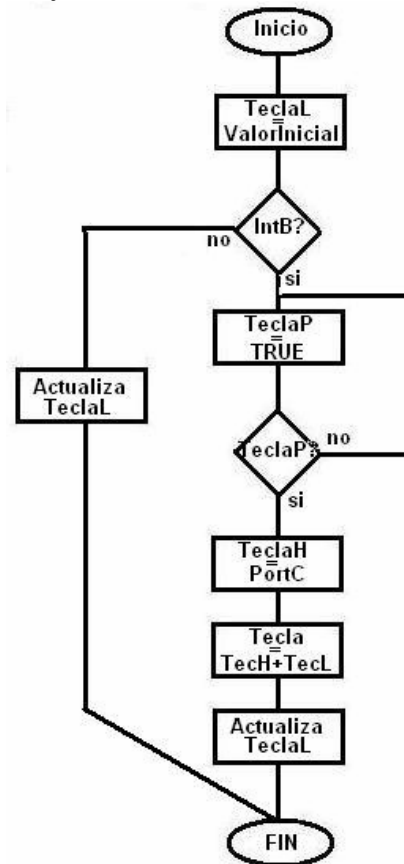 Inicio
TeclaL
=
ValorInicial
IntB?
no
si
TeclaP
=
TRUE
Actualiza
TeclaL
TeclaP?
no
si
TeclaH
=
PortC
Tecla
=
TecH+TecL
Actualiza
TeclaL
FIN